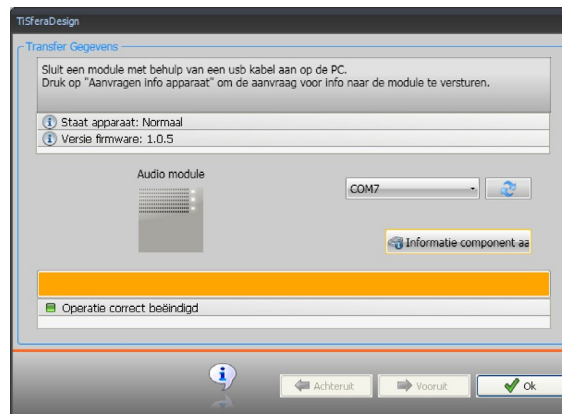 TiSferaDesign
Transfer Gegevens
Sluit een module met behulp van een usb kabel aan op de PC.
Druk op "Aanvragen info apparaat" om de aanvraag voor info naar de module te versturen.
Staat apparaat: Normaal
Versie firmware: 1.0.5
Audio module
COM7
Informatie component aa
Operatie correct beëindigd
Achteruit
Vooruit
Ok